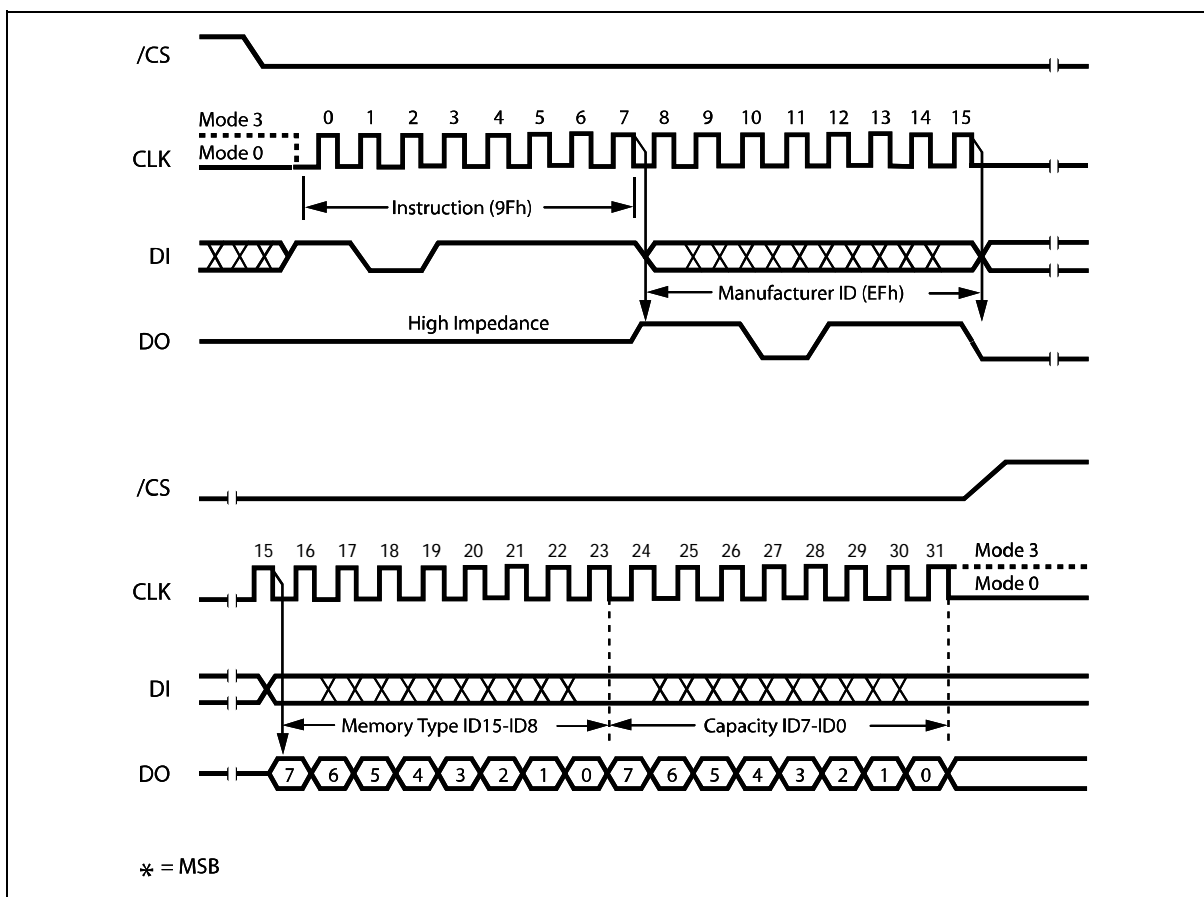 /CS
Mode 3
Mode 0
CLK
0 1 2 3 4 5 6 7 8 9 10 11 12 13 14 15
Instruction (9Fh)
DI
Manufacturer ID (EFh)
High Impedance
DO
/CS
15 16 17 18 19 20 21 22 23 24 25 26 27 28 29 30 31
Mode 3
CLK
Mode 0
DI
Memory Type ID15-ID8
Capacity ID7-ID0
DO
7 6 5 4 3 2 1 0 7 6 5 4 3 2 1 0
* = MSB